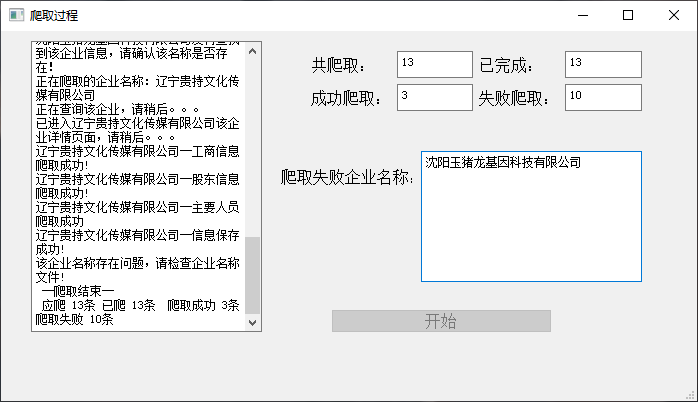 爬取过程
到该企业信息，请确认该名称是否存
在！
正在爬取的企业名称：辽宁贵持文化传
媒有限公司
正在查询该企业，请稍后。。。
已进入辽宁贵持文化传媒有限公司该企
业详情页面，请稍后。。。
辽宁贵持文化传媒有限公司—工商信息
爬取成功!
辽宁贵持文化传媒有限公司—股东信息
爬取成功!
辽宁贵持文化传媒有限公司—主要人员
爬取成功
辽宁贵持文化传媒有限公司—信息保存
成功!
该企业名称存在问题，请检查企业名称
文件!
—爬取结束—
应爬 13条 已爬 13条 爬取成功 3条
爬取失败 10条
共爬取： 13 已完成： 13
成功爬取： 3 失败爬取： 10
爬取失败企业名称： 沈阳玉猪龙基因科技有限公司
开始